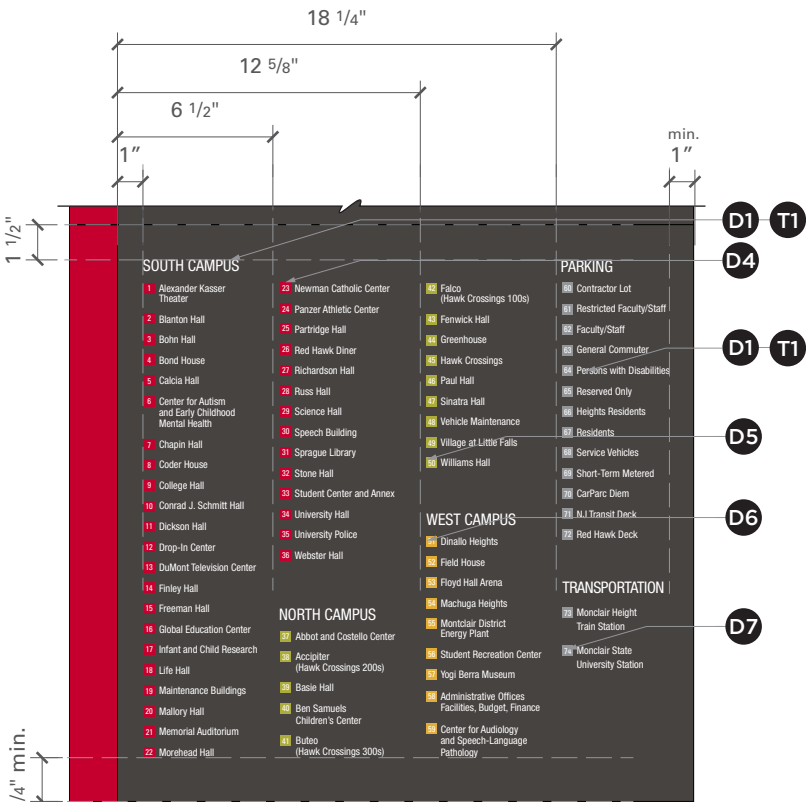 18 1/4"
12 5/8"
6 1/2"
1"
min.
1"
1 1/2"
/4" min.
D1 T1
D4
D1 T1
D5
D6
D7
SOUTH CAMPUS
1 Alexander Kasser
Theater
2 Blanton Hall
3 Bohn Hall
4 Bond House
5 Calcia Hall
6 Center for Autism
and Early Childhood
Mental Health
7 Chapin Hall
8 Coder House
9 College Hall
10 Conrad J. Schmitt Hall
11 Dickson Hall
12 Drop-In Center
13 DuMont Television Center
14 Finley Hall
15 Freeman Hall
16 Global Education Center
17 Infant and Child Research
18 Life Hall
19 Maintenance Buildings
20 Mallory Hall
21 Memorial Auditorium
22 Morehead Hall
23 Newman Catholic Center
24 Panzer Athletic Center
25 Partridge Hall
26 Red Hawk Diner
27 Richardson Hall
28 Russ Hall
29 Science Hall
30 Speech Building
31 Sprague Library
32 Stone Hall
33 Student Center and Annex
34 University Hall
35 University Police
36 Webster Hall
NORTH CAMPUS
37 Abbot and Costello Center
38 Accipiter
(Hawk Crossings 200s)
39 Basie Hall
40 Ben Samuels
Children's Center
41 Buteo
(Hawk Crossings 300s)
42 Falco
(Hawk Crossings 100s)
43 Fenwick Hall
44 Greenhouse
45 Hawk Crossings
46 Paul Hall
47 Sinatra Hall
48 Vehicle Maintenance
49 Village at Little Falls
50 Williams Hall
WEST CAMPUS
51 Dinallo Heights
52 Field House
53 Floyd Hall Arena
54 Machuga Heights
55 Montclair District
Energy Plant
56 Student Recreation Center
57 Yogi Berra Museum
58 Administrative Offices
Facilities, Budget, Finance
59 Center for Audiology
and Speech-Language
Pathology
PARKING
60 Contractor Lot
61 Restricted Faculty/Staff
62 Faculty/Staff
63 General Commuter
64 Persons with Disabilities
65 Reserved Only
66 Heights Residents
67 Residents
68 Service Vehicles
69 Short-Term Metered
70 CarParc Diem
71 NJ Transit Deck
72 Red Hawk Deck
TRANSPORTATION
73 Monclair Height
Train Station
74 Monclair State
University Station